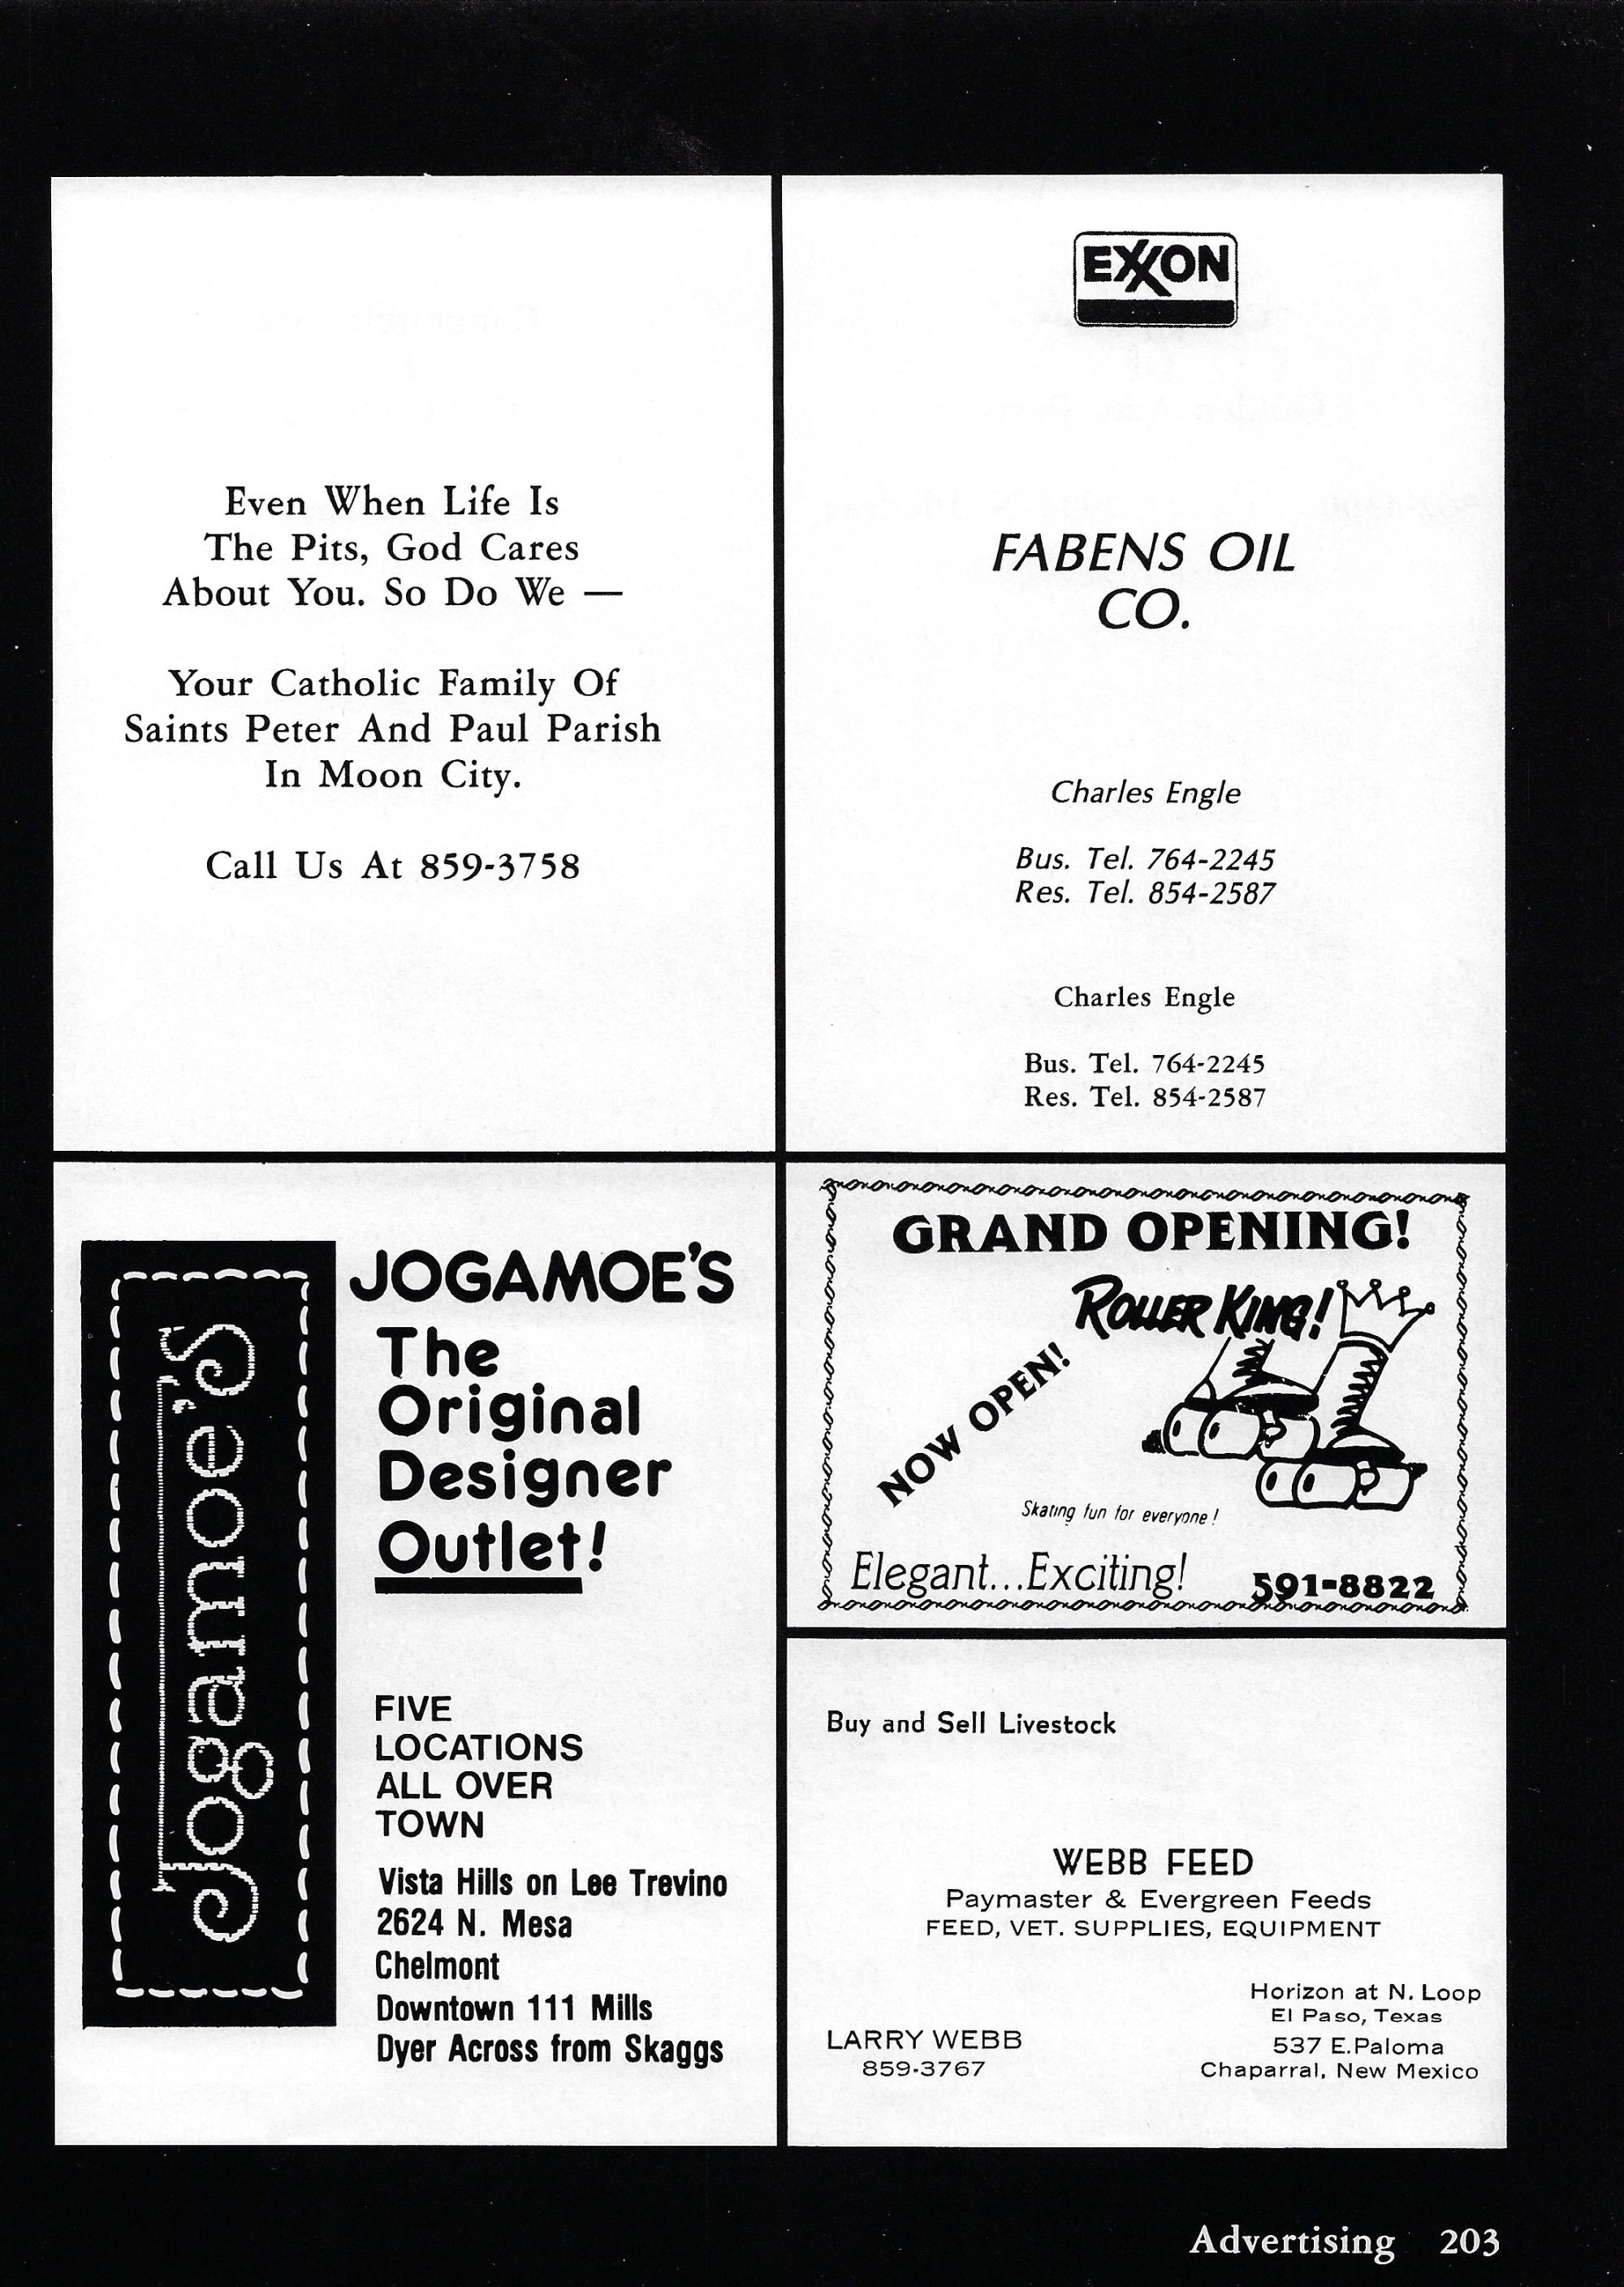 Even When Life Is
The Pits, God Cares
About You. So Do We —
Your Catholic Family Of
Saints Peter And Paul Parish
In Moon City.
Call Us At 859-3758
EXXON
FABENS OIL
CO.
Charles Engle
Bus. Tel. 764-2245
Res. Tel. 854-2587
Charles Engle
Bus. Tel. 764-2245
Res. Tel. 854-2587
Jogamoe's
JOGAMOE'S
The
Original
Designer
Outlet!
FIVE
LOCATIONS
ALL OVER
TOWN
Vista Hills on Lee Trevino
2624 N. Mesa
Chelmont
Downtown 111 Mills
Dyer Across from Skaggs
GRAND OPENING!
ROLLER KING!
NOW OPEN!
Skating fun for everyone!
Elegant...Exciting!
591-8822
Buy and Sell Livestock
WEBB FEED
Paymaster & Evergreen Feeds
FEED, VET. SUPPLIES, EQUIPMENT
Horizon at N. Loop
El Paso, Texas
537 E.Paloma
Chaparral, New Mexico
LARRY WEBB
859-3767
Advertising 203